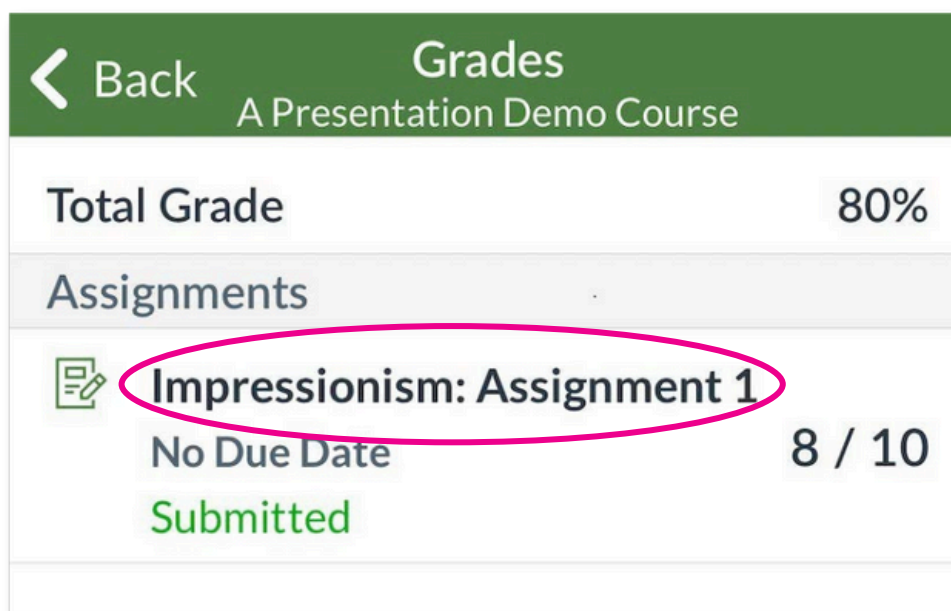 Back
Grades
A Presentation Demo Course
Total Grade 80%
Assignments
Impressionism: Assignment 1
No Due Date 8 / 10
Submitted